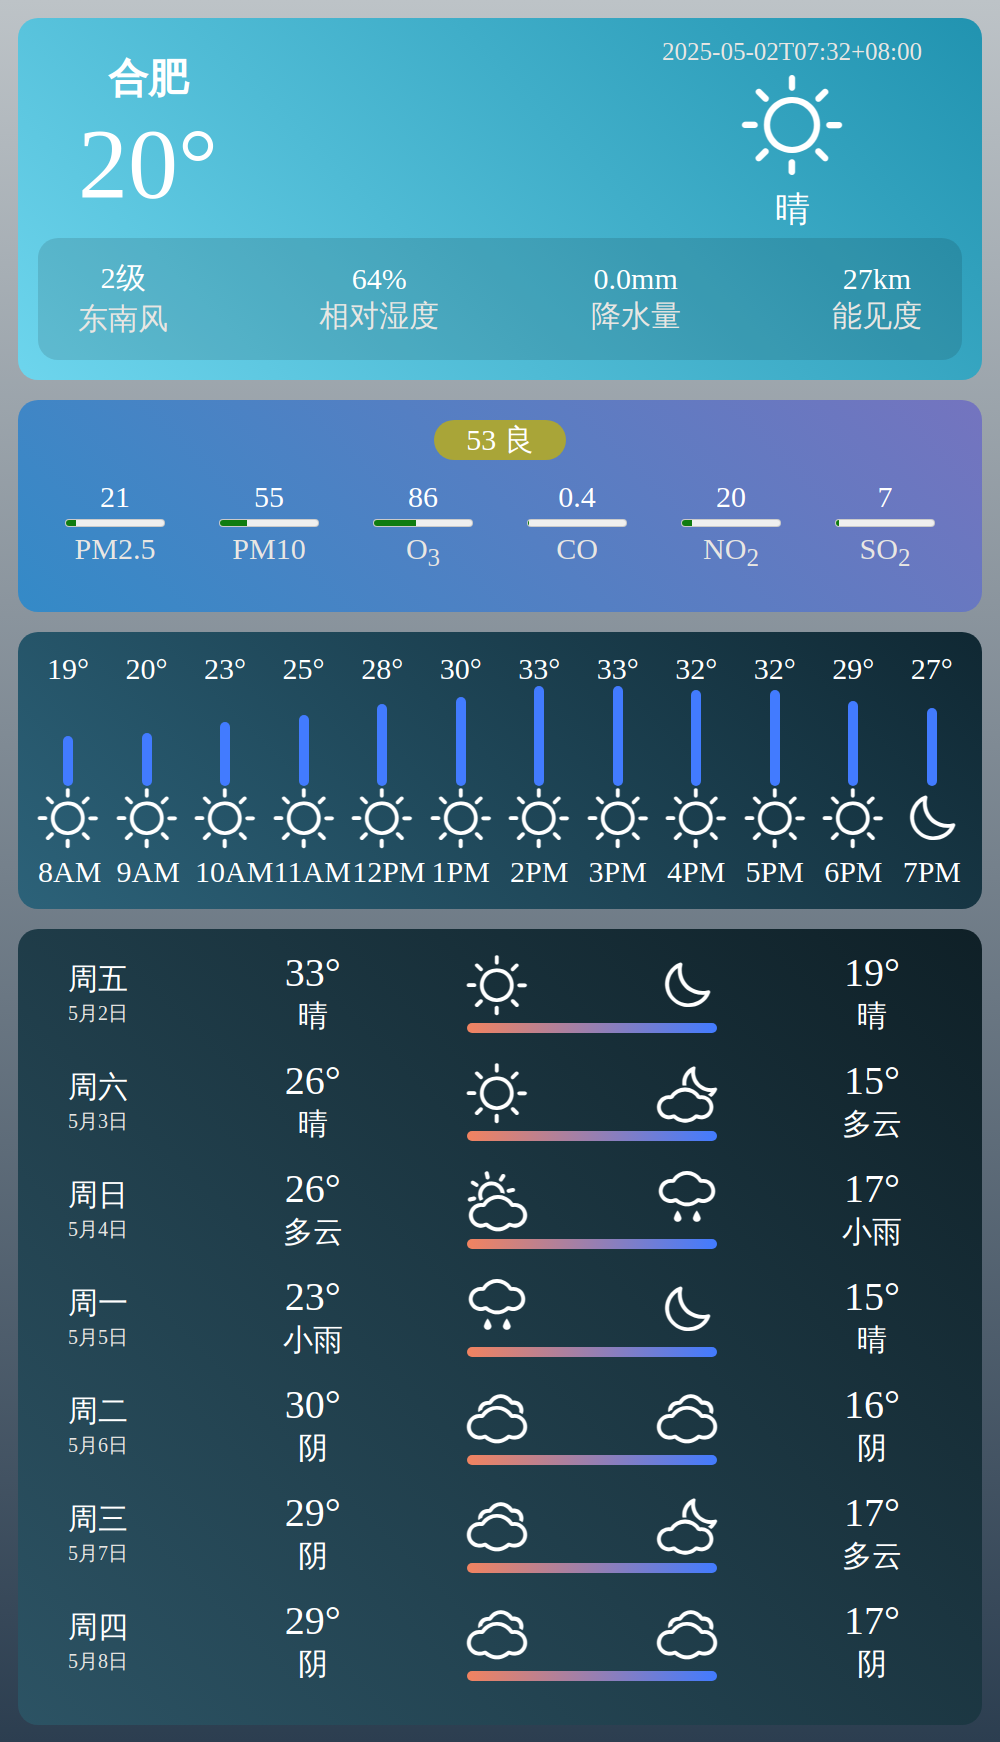 合肥
20°
2025-05-02T07:32+08:00
晴
2级 64% 0.0mm 27km
东南风 相对湿度 降水量 能见度
53 良
21 55 86 0.4 20 7
PM2.5 PM10 O3 CO NO2 SO2
19° 20° 23° 25° 28° 30° 33° 33° 32° 32° 29° 27°
8AM 9AM 10AM 11AM 12PM 1PM 2PM 3PM 4PM 5PM 6PM 7PM
周五 33° 19°
5月2日 晴 晴
周六 26° 15°
5月3日 晴 多云
周日 26° 17°
5月4日 多云 小雨
周一 23° 15°
5月5日 小雨 晴
周二 30° 16°
5月6日 阴 阴
周三 29° 17°
5月7日 阴 多云
周四 29° 17°
5月8日 阴 阴